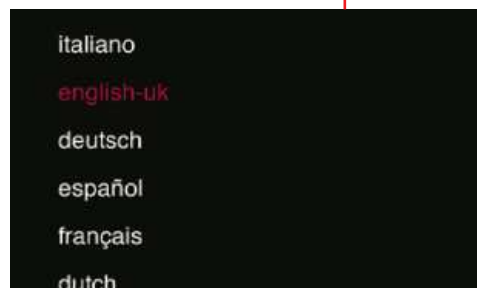 italiano
english-uk
deutsch
español
français
dutch